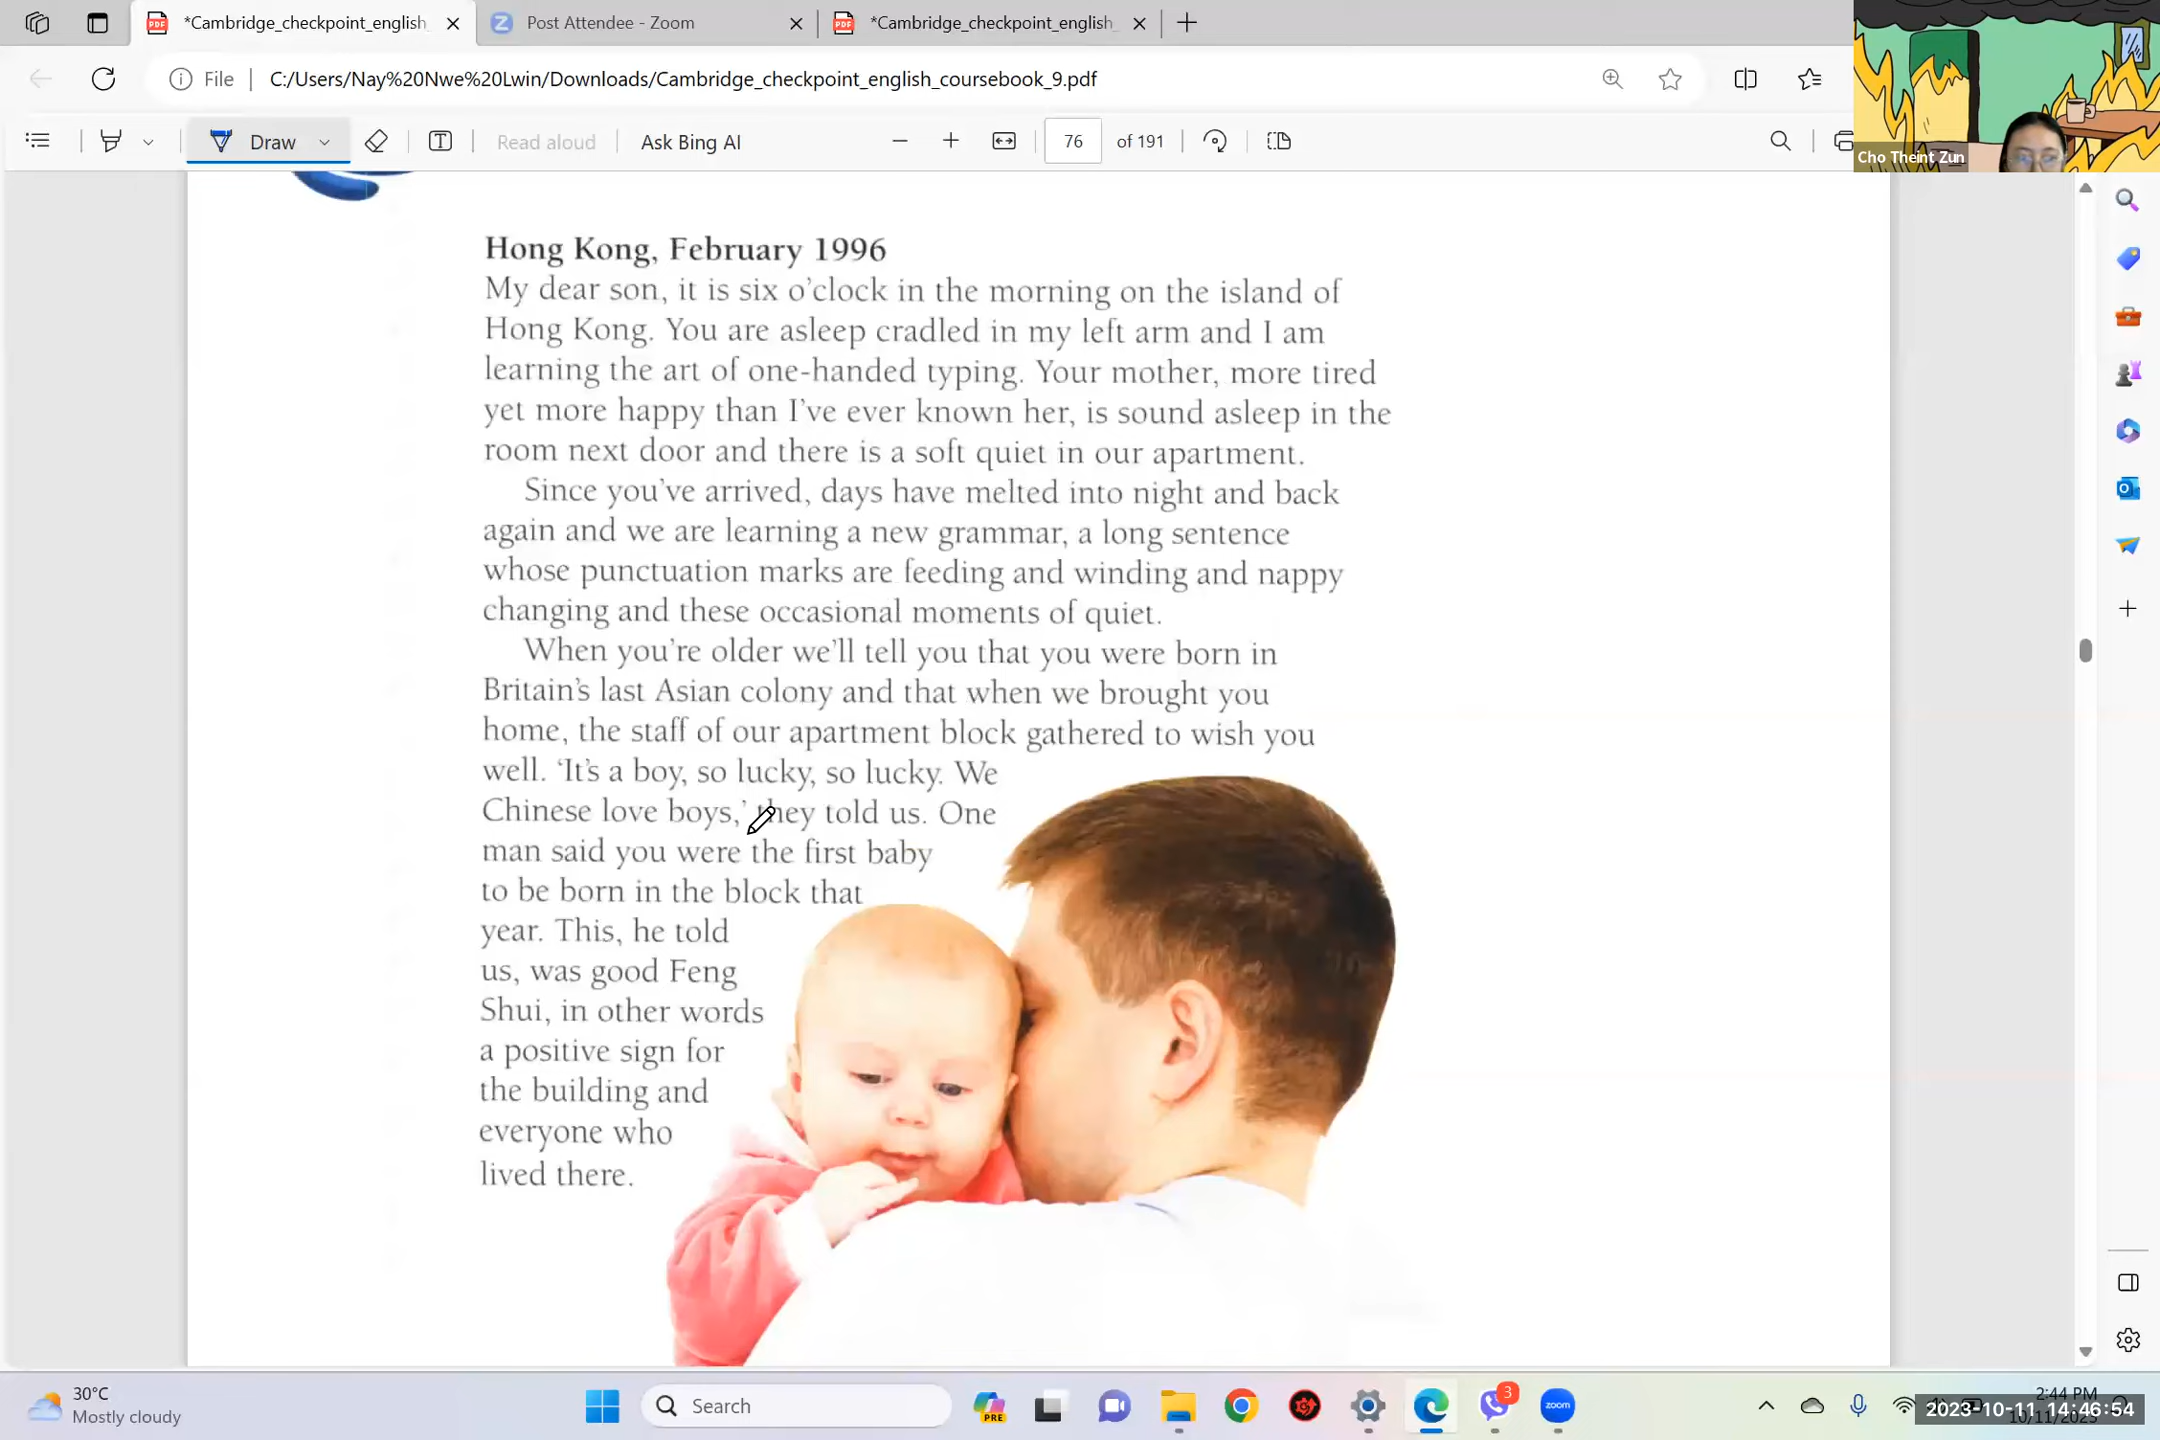 *Cambridge_checkpoint_english_
Post Attendee - Zoom
*Cambridge_checkpoint_english_
File
C:/Users/Nay%20Nwe%20Lwin/Downloads/Cambridge_checkpoint_english_coursebook_9.pdf
Draw
Read aloud
Ask Bing AI
76 of 191
Cho Theint Zun
Hong Kong, February 1996
My dear son, it is six o’clock in the morning on the island of
Hong Kong. You are asleep cradled in my left arm and I am
learning the art of one-handed typing. Your mother, more tired
yet more happy than I’ve ever known her, is sound asleep in the
room next door and there is a soft quiet in our apartment.
Since you’ve arrived, days have melted into night and back
again and we are learning a new grammar, a long sentence
whose punctuation marks are feeding and winding and nappy
changing and these occasional moments of quiet.
When you’re older we’ll tell you that you were born in
Britain’s last Asian colony and that when we brought you
home, the staff of our apartment block gathered to wish you
well. ‘It’s a boy, so lucky, so lucky. We
Chinese love boys,’ they told us. One
man said you were the first baby
to be born in the block that
year. This, he told
us, was good Feng
Shui, in other words
a positive sign for
the building and
everyone who
lived there.
30°C
Mostly cloudy
Search
PRE
3
zoom
2:44 PM
2023-10-11 14:46:54